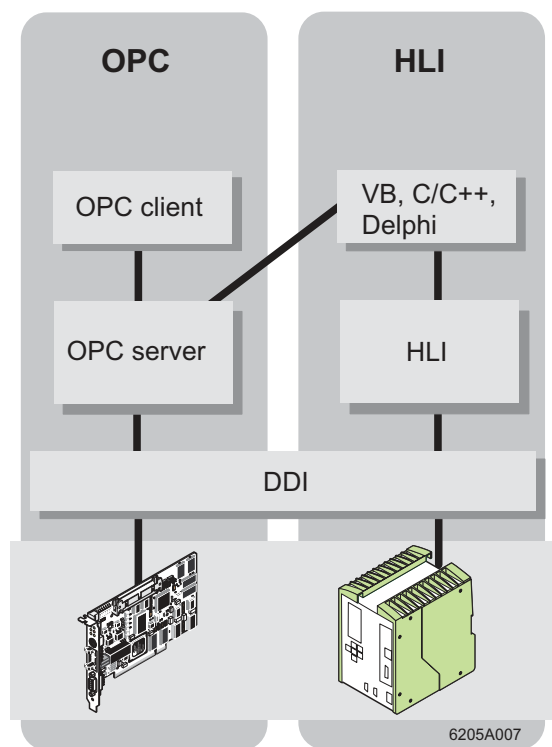 OPC
HLI
OPC client
VB, C/C++,
Delphi
OPC server
HLI
DDI
6205A007